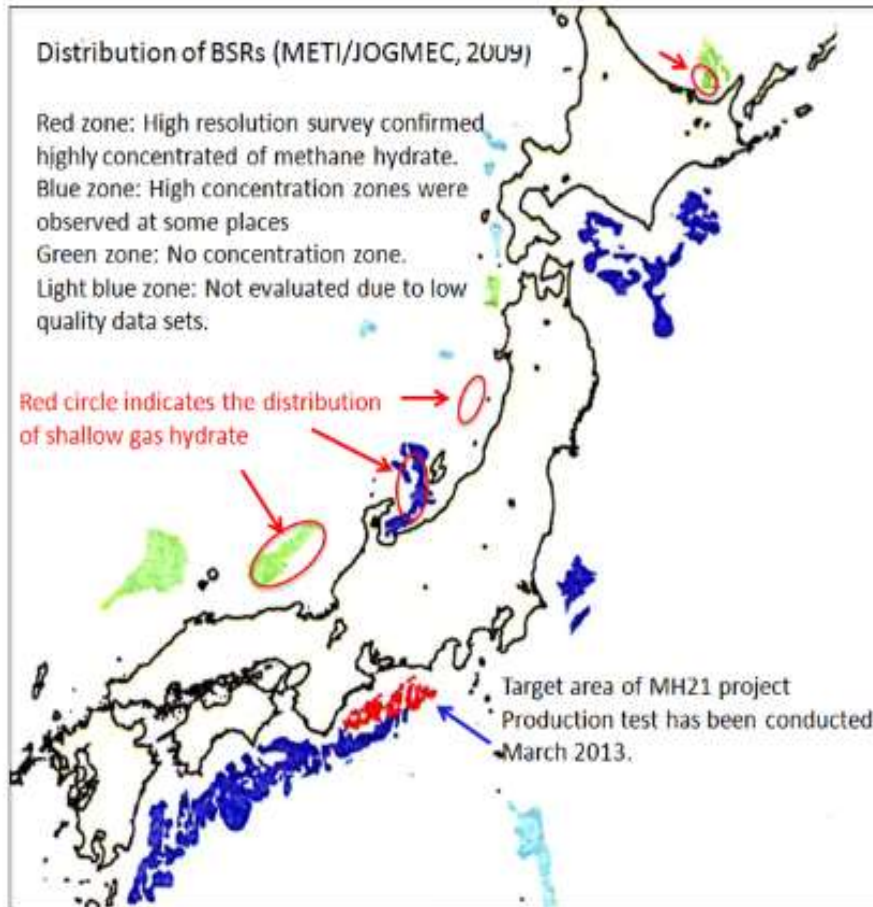 Distribution of BSRs (METI/JOGMEC, 2009)
Red zone: High resolution survey confirmed
highly concentrated of methane hydrate.
Blue zone: High concentration zones were
observed at some places
Green zone: No concentration zone.
Light blue zone: Not evaluated due to low
quality data sets.
Red circle indicates the distribution
of shallow gas hydrate
Target area of MH21 project
Production test has been conducted
March 2013.